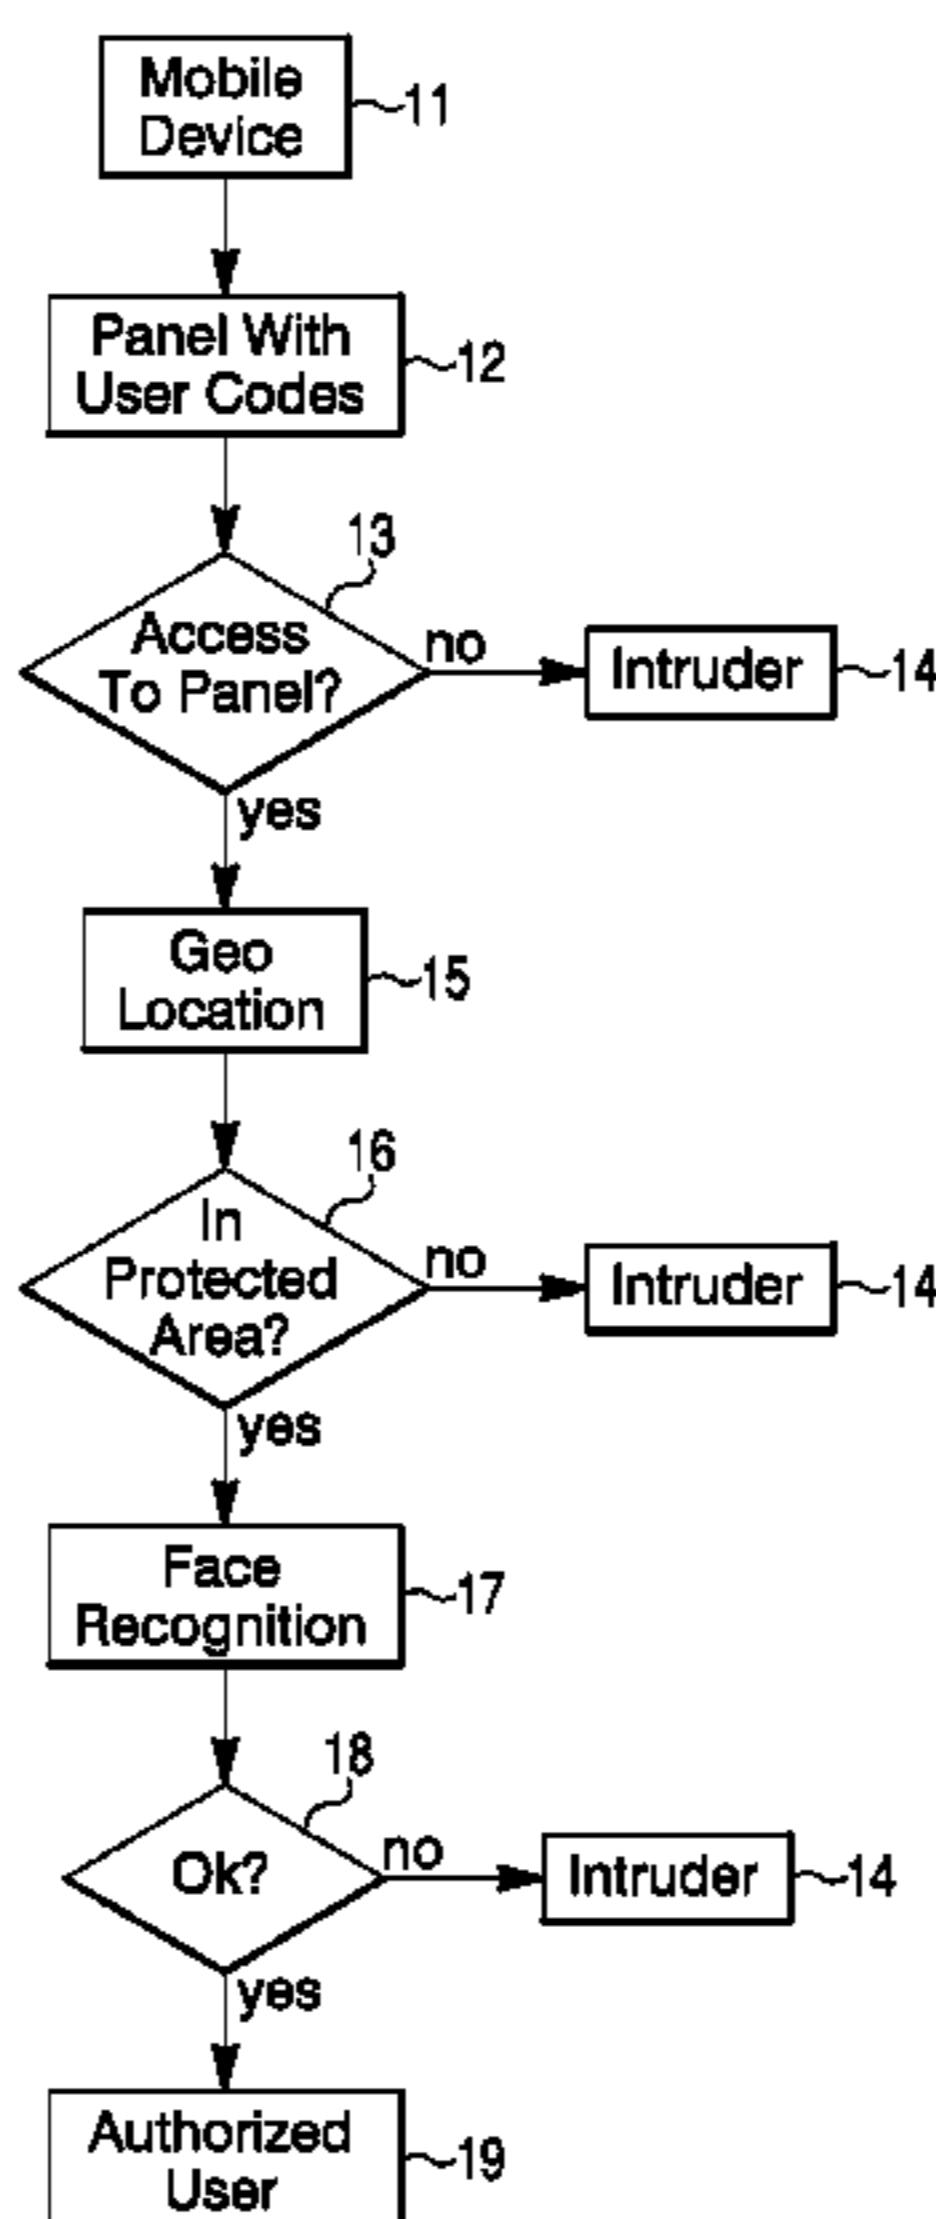 Mobile
Device
11
Panel With
User Codes
12
13
Access
To Panel?
no
Intruder
14
yes
Geo
Location
15
16
In
Protected
Area?
no
Intruder
14
yes
Face
Recognition
17
18
Ok?
no
Intruder
14
yes
Authorized
User
19